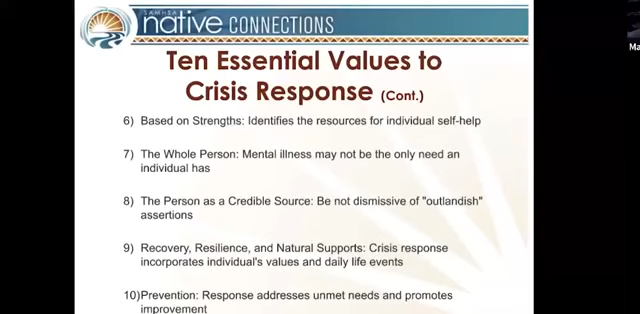 SAMHSA
native CONNECTIONS
Ten Essential Values to
Crisis Response (Cont.)
6) Based on Strengths: Identifies the resources for individual self-help
7) The Whole Person: Mental illness may not be the only need an
individual has
8) The Person as a Credible Source: Be not dismissive of "outlandish"
assertions
9) Recovery, Resilience, and Natural Supports: Crisis response
incorporates individual's values and daily life events
10)Prevention: Response addresses unmet needs and promotes
improvement
Ma